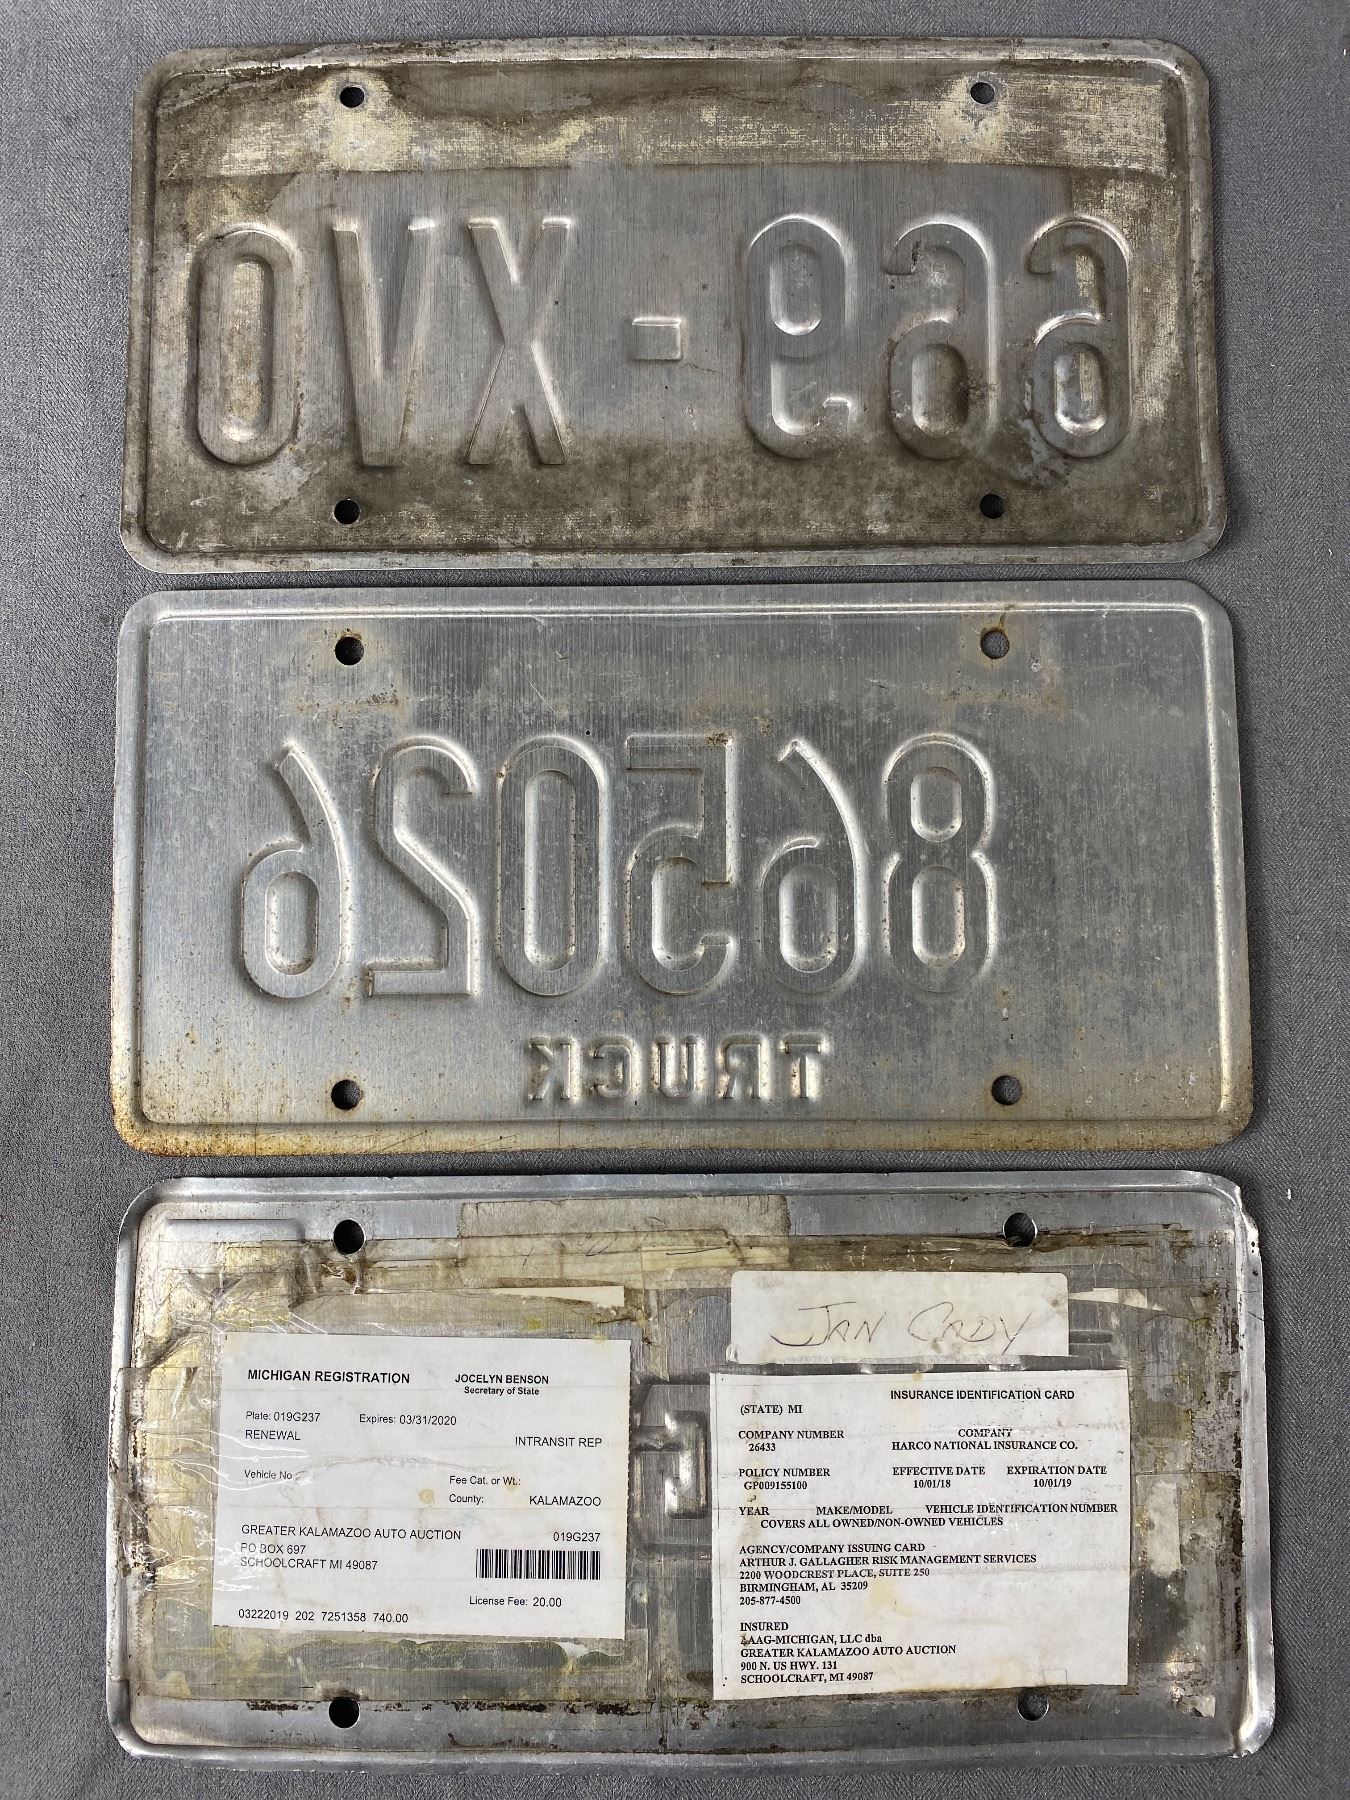 669-XVO
865026
TRUCK
JAN CADY
MICHIGAN REGISTRATION
JOCELYN BENSON
Secretary of State
Plate: 019G237 Expires: 03/31/2020
RENEWAL
INTRANSIT REP
Vehicle No.:
Fee Cat. or Wt.:
County: KALAMAZOO
GREATER KALAMAZOO AUTO AUCTION 019G237
PO BOX 697
SCHOOLCRAFT MI 49087
License Fee: 20.00
03222019 202 7251358 740.00
G
INSURANCE IDENTIFICATION CARD
(STATE) MI
COMPANY NUMBER COMPANY
26433 HARCO NATIONAL INSURANCE CO.
POLICY NUMBER EFFECTIVE DATE EXPIRATION DATE
GP009155100 10/01/18 10/01/19
YEAR MAKE/MODEL VEHICLE IDENTIFICATION NUMBER
COVERS ALL OWNED/NON-OWNED VEHICLES
AGENCY/COMPANY ISSUING CARD
ARTHUR J. GALLAGHER RISK MANAGEMENT SERVICES
2200 WOODCREST PLACE, SUITE 250
BIRMINGHAM, AL 35209
205-877-4500
INSURED
XAAG-MICHIGAN, LLC dba
GREATER KALAMAZOO AUTO AUCTION
900 N. US HWY. 131
SCHOOLCRAFT, MI 49087